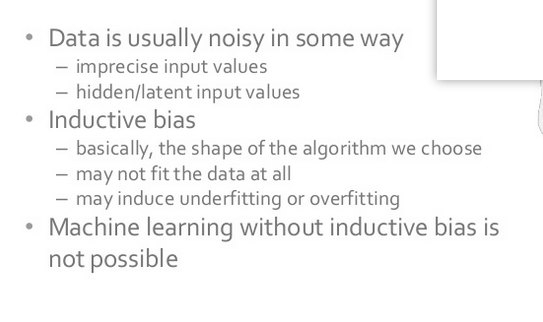 • Data is usually noisy in some way
– imprecise input values
– hidden/latent input values
• Inductive bias
– basically, the shape of the algorithm we choose
– may not fit the data at all
– may induce underfitting or overfitting
• Machine learning without inductive bias is
not possible